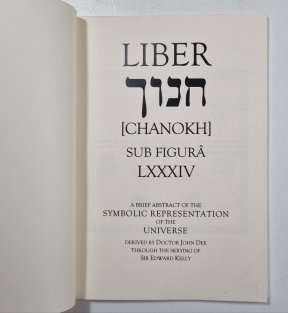 LIBER
חנוך
[CHANOKH]
SUB FIGURÂ
LXXXIV
A BRIEF ABSTRACT OF THE
SYMBOLIC REPRESENTATION
OF THE
UNIVERSE
DERIVED BY DOCTOR JOHN DEE
THROUGH THE SKRYING OF
SIR EDWARD KELLY